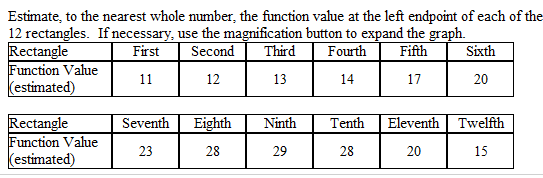 Estimate, to the nearest whole number, the function value at the left endpoint of each of the
12 rectangles. If necessary, use the magnification button to expand the graph.
Rectangle First Second Third Fourth Fifth Sixth
Function Value
(estimated) 11 12 13 14 17 20
Rectangle Seventh Eighth Ninth Tenth Eleventh Twelfth
Function Value
(estimated) 23 28 29 28 20 15